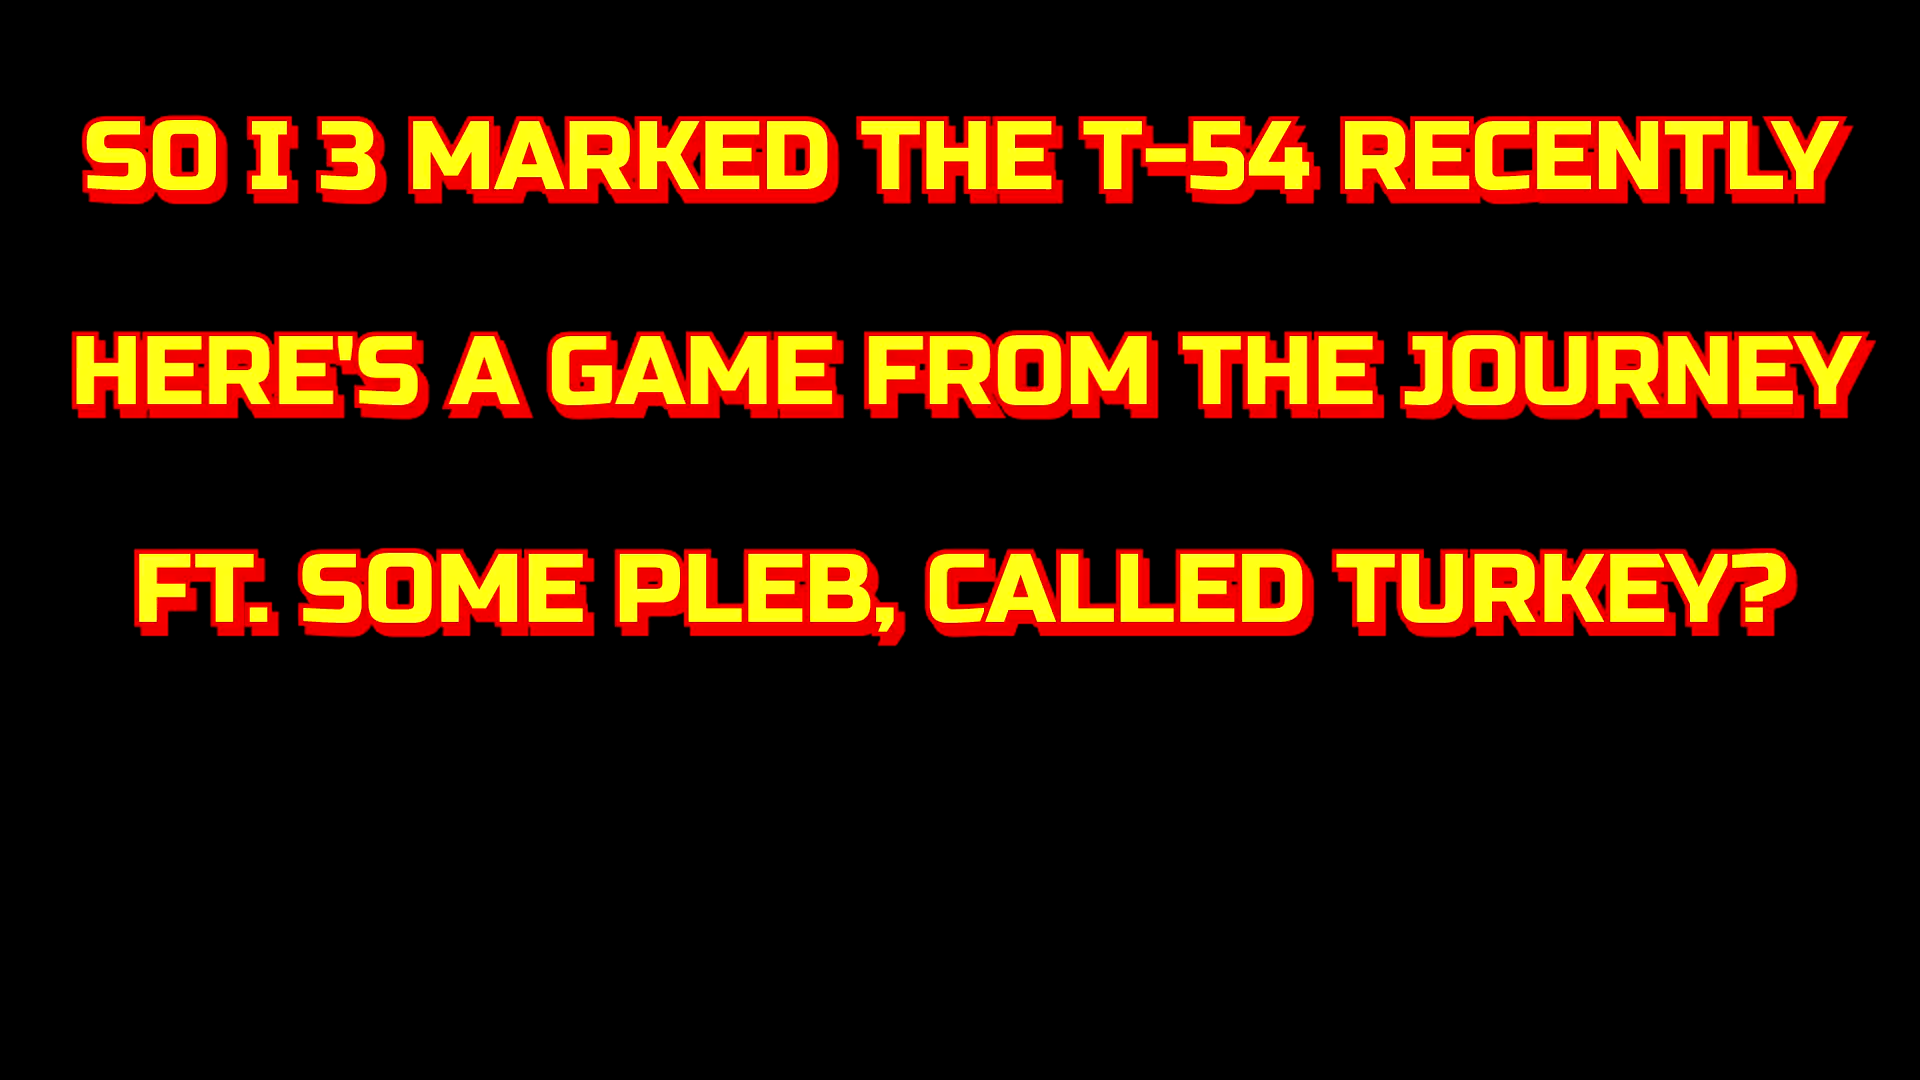 SO I 3 MARKED THE T-54 RECENTLY
HERE'S A GAME FROM THE JOURNEY
FT. SOME PLEB, CALLED TURKEY?